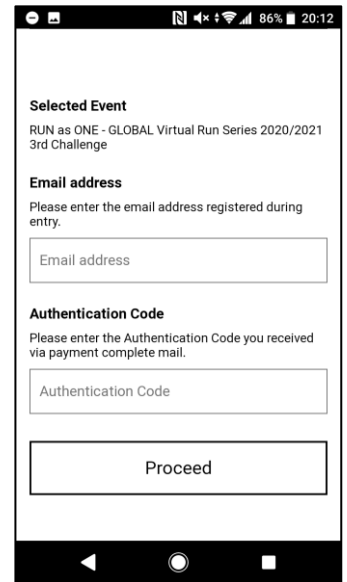 86% 20:12
Selected Event
RUN as ONE - GLOBAL Virtual Run Series 2020/2021
3rd Challenge
Email address
Please enter the email address registered during
entry.
Email address
Authentication Code
Please enter the Authentication Code you received
via payment complete mail.
Authentication Code
Proceed